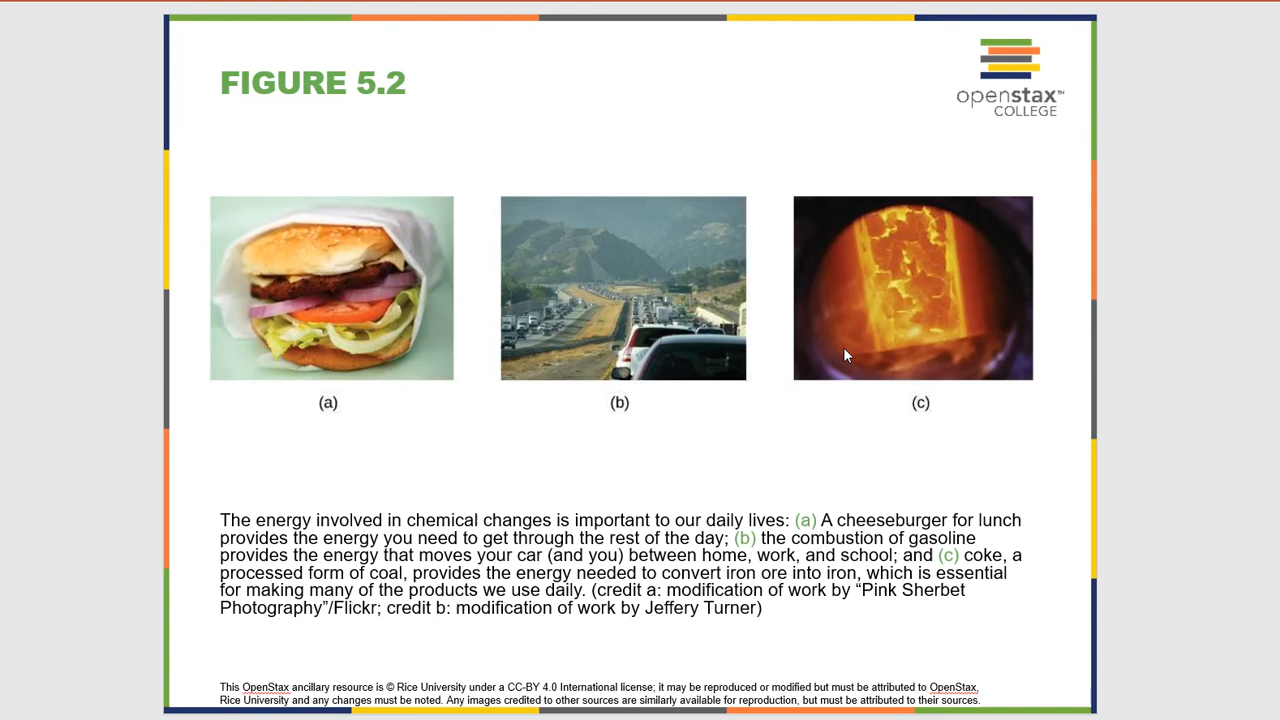 FIGURE 5.2
openstax™
COLLEGE
(a)
(b)
(c)
The energy involved in chemical changes is important to our daily lives: (a) A cheeseburger for lunch
provides the energy you need to get through the rest of the day; (b) the combustion of gasoline
provides the energy that moves your car (and you) between home, work, and school; and (c) coke, a
processed form of coal, provides the energy needed to convert iron ore into iron, which is essential
for making many of the products we use daily. (credit a: modification of work by “Pink Sherbet
Photography”/Flickr; credit b: modification of work by Jeffery Turner)
This OpenStax ancillary resource is © Rice University under a CC-BY 4.0 International license; it may be reproduced or modified but must be attributed to OpenStax,
Rice University and any changes must be noted. Any images credited to other sources are similarly available for reproduction, but must be attributed to their sources.